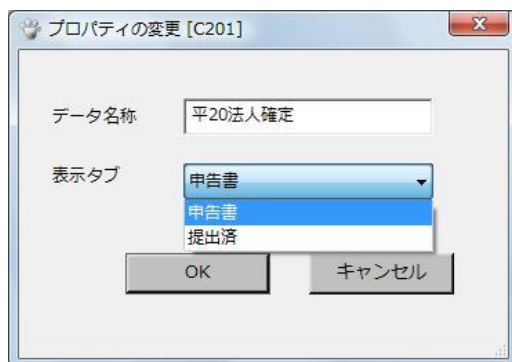 プロパティの変更 [C201]
データ名称 平20法人確定
表示タブ 申告書
申告書
提出済
OK キャンセル